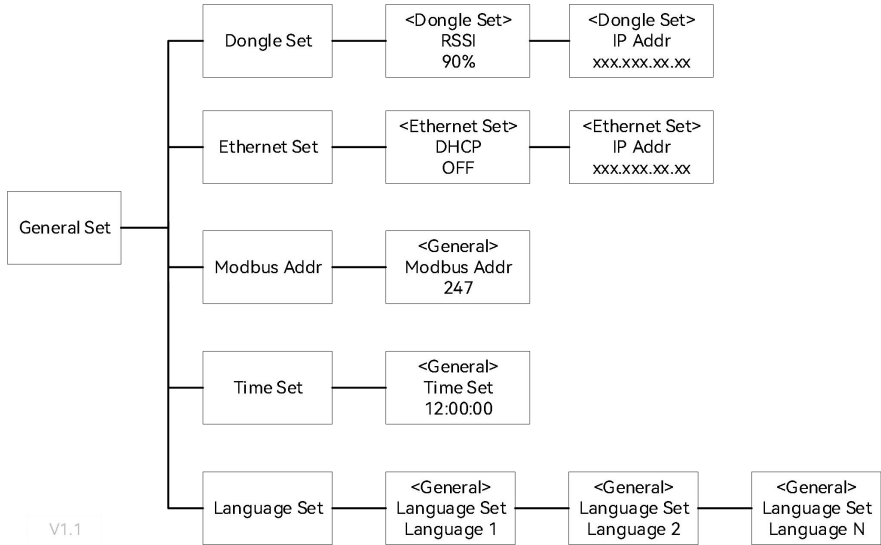 General Set
Dongle Set
<Dongle Set>
RSSI
90%
<Dongle Set>
IP Addr
xxx.xxx.xx.xx
Ethernet Set
<Ethernet Set>
DHCP
OFF
<Ethernet Set>
IP Addr
xxx.xxx.xx.xx
Modbus Addr
<General>
Modbus Addr
247
Time Set
<General>
Time Set
12:00:00
Language Set
<General>
Language Set
Language 1
<General>
Language Set
Language 2
<General>
Language Set
Language N
V1.1